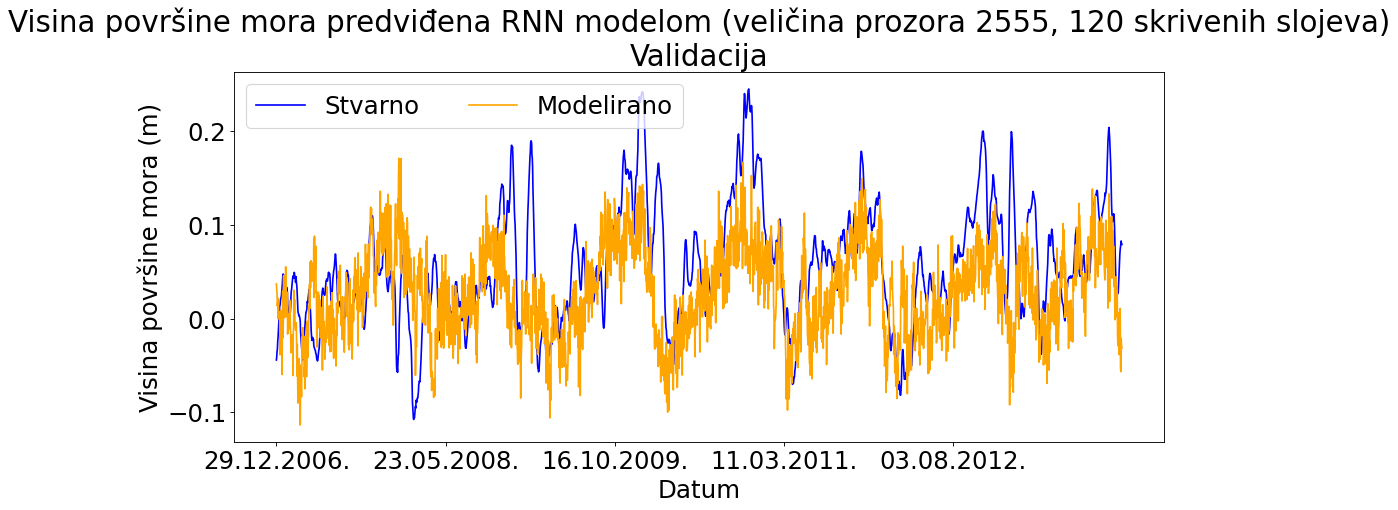 Visina površine mora predviđena RNN modelom (veličina prozora 2555, 120 skrivenih slojeva)
Validacija
Stvarno
Modelirano
Visina površine mora (m)
0.2
0.1
0.0
−0.1
29.12.2006.
23.05.2008.
16.10.2009.
11.03.2011.
03.08.2012.
Datum